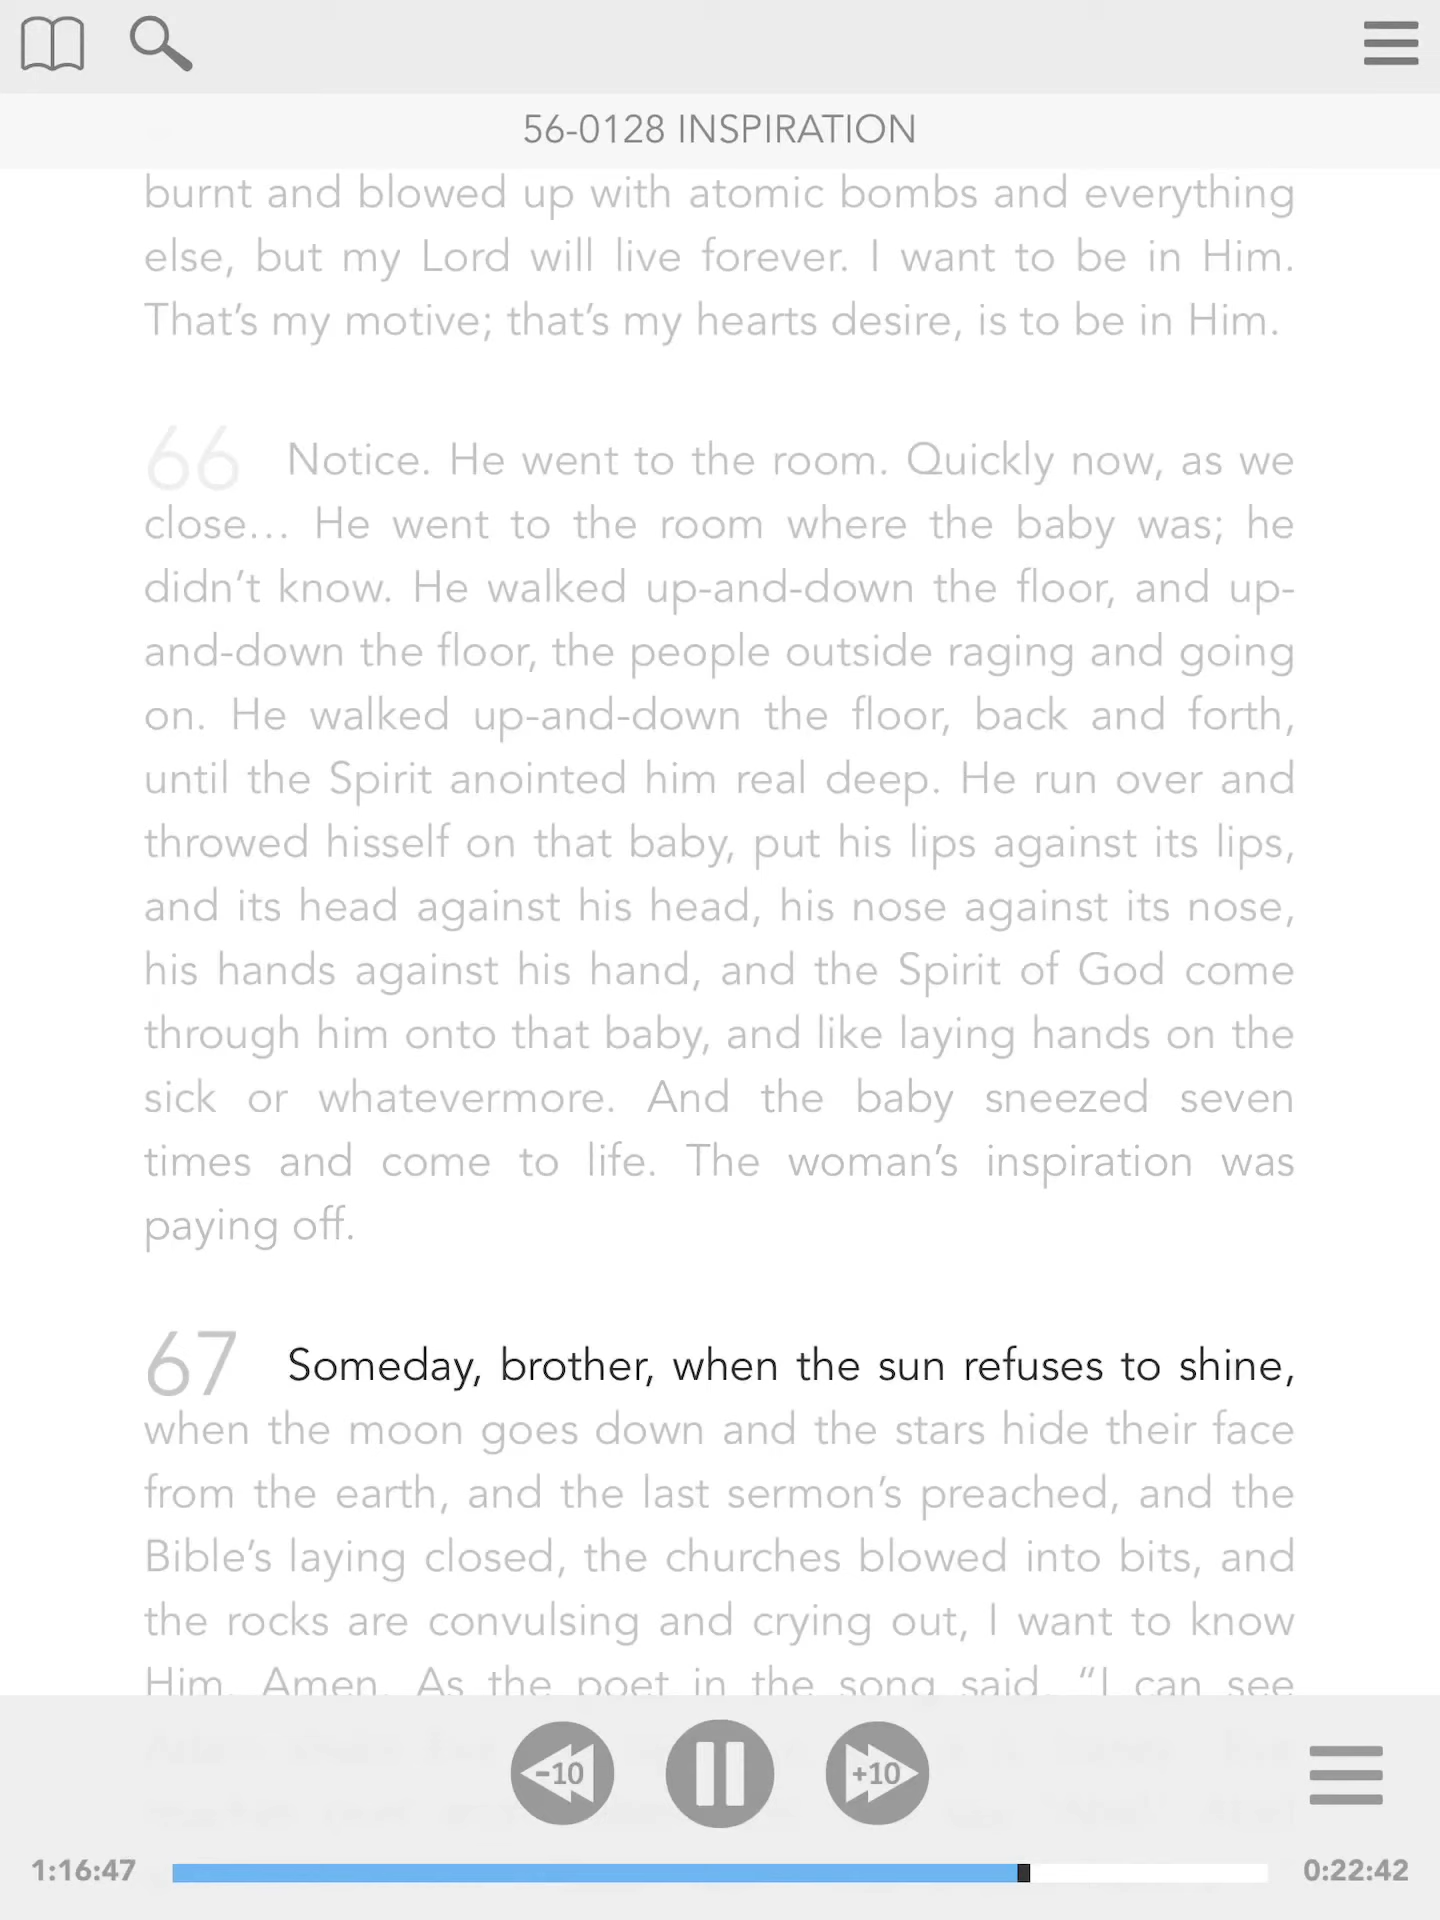 56-0128 INSPIRATION
burnt and blowed up with atomic bombs and everything
else, but my Lord will live forever. I want to be in Him.
That’s my motive; that’s my hearts desire, is to be in Him.
66 Notice. He went to the room. Quickly now, as we
close… He went to the room where the baby was; he
didn’t know. He walked up-and-down the floor, and up-
and-down the floor, the people outside raging and going
on. He walked up-and-down the floor, back and forth,
until the Spirit anointed him real deep. He run over and
throwed hisself on that baby, put his lips against its lips,
and its head against his head, his nose against its nose,
his hands against his hand, and the Spirit of God come
through him onto that baby, and like laying hands on the
sick or whatevermore. And the baby sneezed seven
times and come to life. The woman’s inspiration was
paying off.
67 Someday, brother, when the sun refuses to shine,
when the moon goes down and the stars hide their face
from the earth, and the last sermon’s preached, and the
Bible’s laying closed, the churches blowed into bits, and
the rocks are convulsing and crying out, I want to know
Him. Amen. As the poet in the song said, “I can see
-10 +10
1:16:47 0:22:42